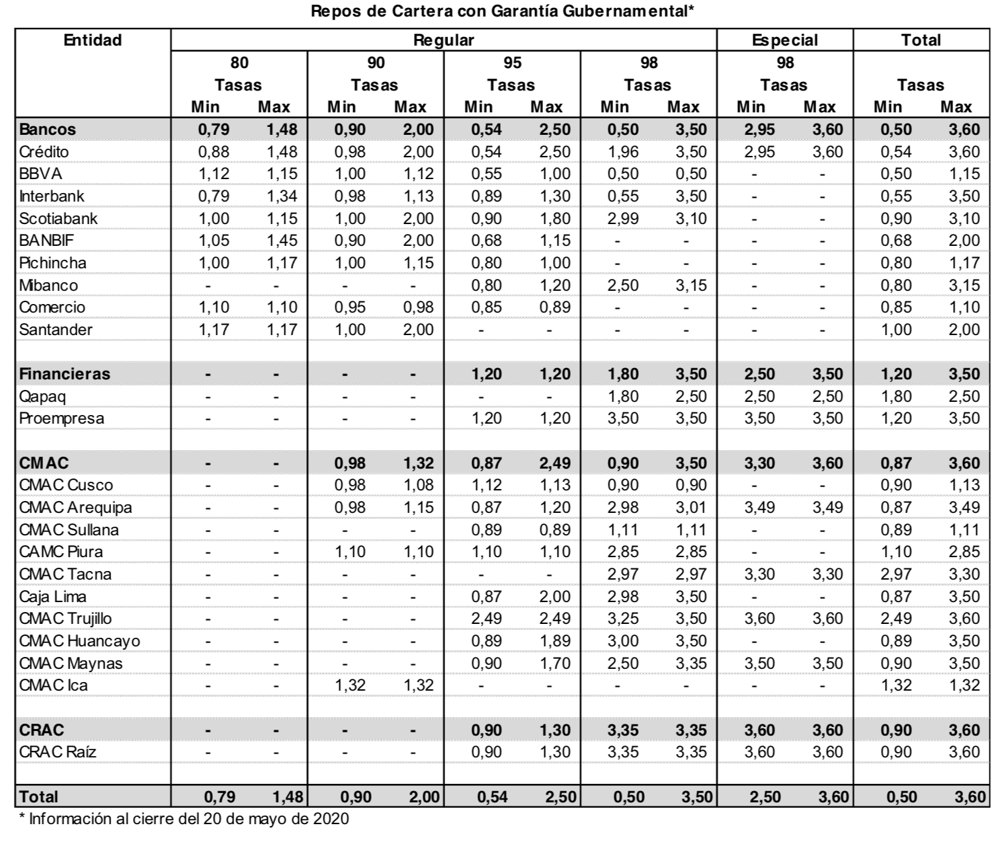 Repos de Cartera con Garantía Gubernamental*
Entidad Regular Especial Total
80 90 95 98 98
Tasas Tasas Tasas Tasas Tasas Tasas
Min Max Min Max Min Max Min Max Min Max Min Max
Bancos 0,79 1,48 0,90 2,00 0,54 2,50 0,50 3,50 2,95 3,60 0,50 3,60
Crédito 0,88 1,48 0,98 2,00 0,54 2,50 1,96 3,50 2,95 3,60 0,54 3,60
BBVA 1,12 1,15 1,00 1,12 0,55 1,00 0,50 0,50 - - 0,50 1,15
Interbank 0,79 1,34 0,98 1,13 0,89 1,30 0,55 3,50 - - 0,55 3,50
Scotiabank 1,00 1,15 1,00 2,00 0,90 1,80 2,99 3,10 - - 0,90 3,10
BANBIF 1,05 1,45 0,90 2,00 0,68 1,15 - - - - 0,68 2,00
Pichincha 1,00 1,17 1,00 1,15 0,80 1,00 - - - - 0,80 1,17
Mibanco - - - - 0,80 1,20 2,50 3,15 - - 0,80 3,15
Comercio 1,10 1,10 0,95 0,98 0,85 0,89 - - - - 0,85 1,10
Santander 1,17 1,17 1,00 2,00 - - - - - - 1,00 2,00
Financieras - - - - 1,20 1,20 1,80 3,50 2,50 3,50 1,20 3,50
Qapaq - - - - - - 1,80 2,50 2,50 2,50 1,80 2,50
Proempresa - - - - 1,20 1,20 3,50 3,50 3,50 3,50 1,20 3,50
CMAC - - 0,98 1,32 0,87 2,49 0,90 3,50 3,30 3,60 0,87 3,60
CMAC Cusco - - 0,98 1,08 1,12 1,13 0,90 0,90 - - 0,90 1,13
CMAC Arequipa - - 0,98 1,15 0,87 1,20 2,98 3,01 3,49 3,49 0,87 3,49
CMAC Sullana - - - - 0,89 0,89 1,11 1,11 - - 0,89 1,11
CAMC Piura - - 1,10 1,10 1,10 1,10 2,85 2,85 - - 1,10 2,85
CMAC Tacna - - - - - - 2,97 2,97 3,30 3,30 2,97 3,30
Caja Lima - - - - 0,87 2,00 2,98 3,50 - - 0,87 3,50
CMAC Trujillo - - - - 2,49 2,49 3,25 3,50 3,60 3,60 2,49 3,60
CMAC Huancayo - - - - 0,89 1,89 3,00 3,50 - - 0,89 3,50
CMAC Maynas - - - - 0,90 1,70 2,50 3,35 3,50 3,50 0,90 3,50
CMAC Ica - - 1,32 1,32 - - - - - - 1,32 1,32
CRAC - - - - 0,90 1,30 3,35 3,35 3,60 3,60 0,90 3,60
CRAC Raíz - - - - 0,90 1,30 3,35 3,35 3,60 3,60 0,90 3,60
Total 0,79 1,48 0,90 2,00 0,54 2,50 0,50 3,50 2,50 3,60 0,50 3,60
* Información al cierre del 20 de mayo de 2020